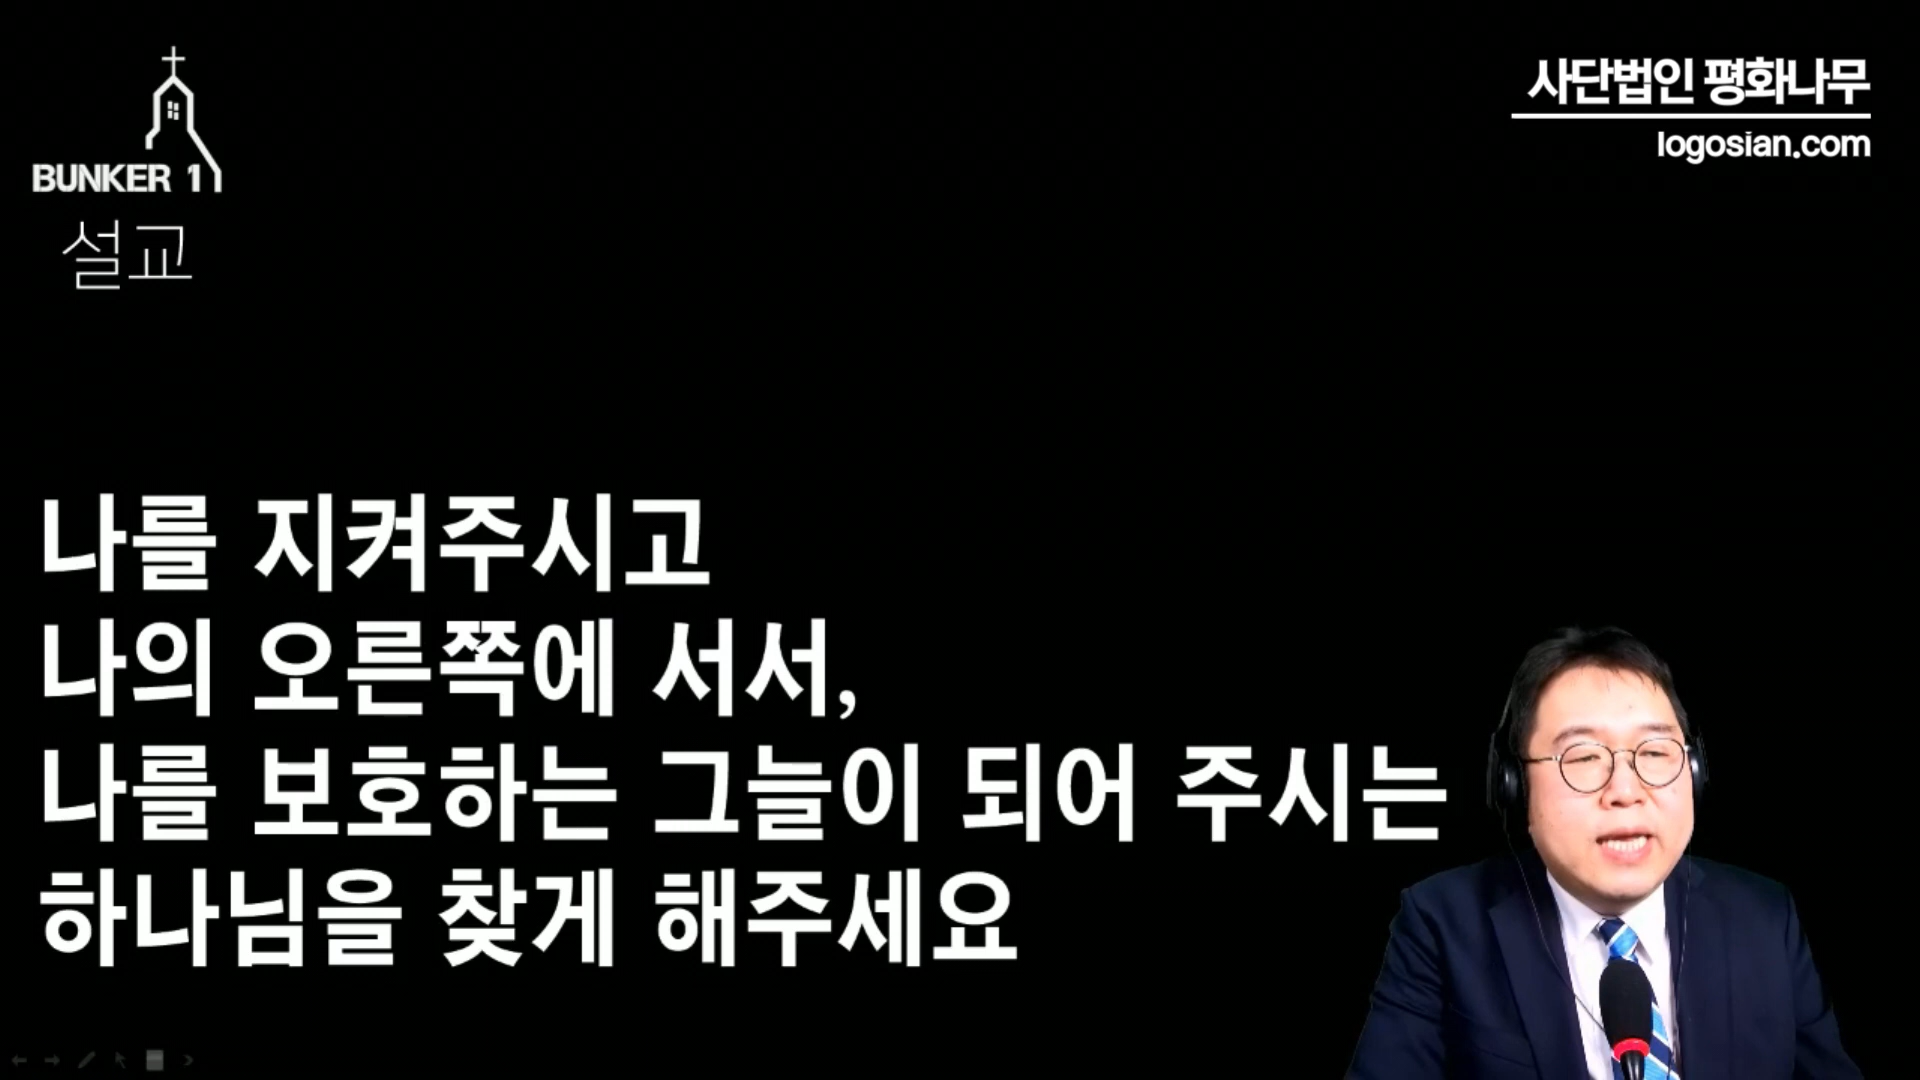 BUNKER 1
설교
사단법인 평화나무
logosian.com
나를 지켜주시고
나의 오른쪽에 서서,
나를 보호하는 그늘이 되어 주시는
하나님을 찾게 해주세요